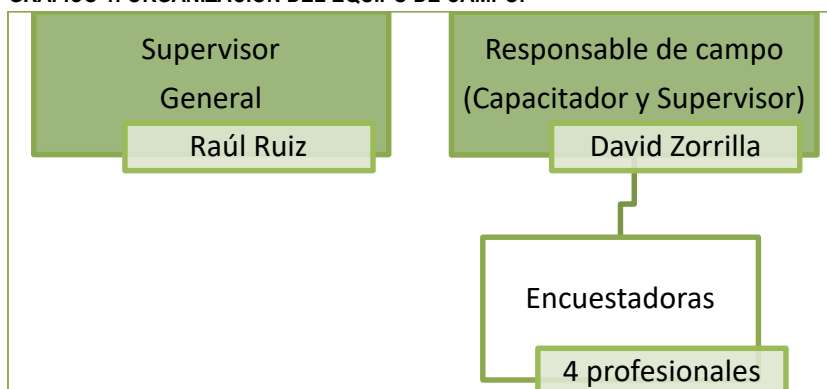 GRÁFICO 1: ORGANIZACIÓN DEL EQUIPO DE CAMPO.
Supervisor
General
Raúl Ruiz
Responsable de campo
(Capacitador y Supervisor)
David Zorrilla
Encuestadoras
4 profesionales